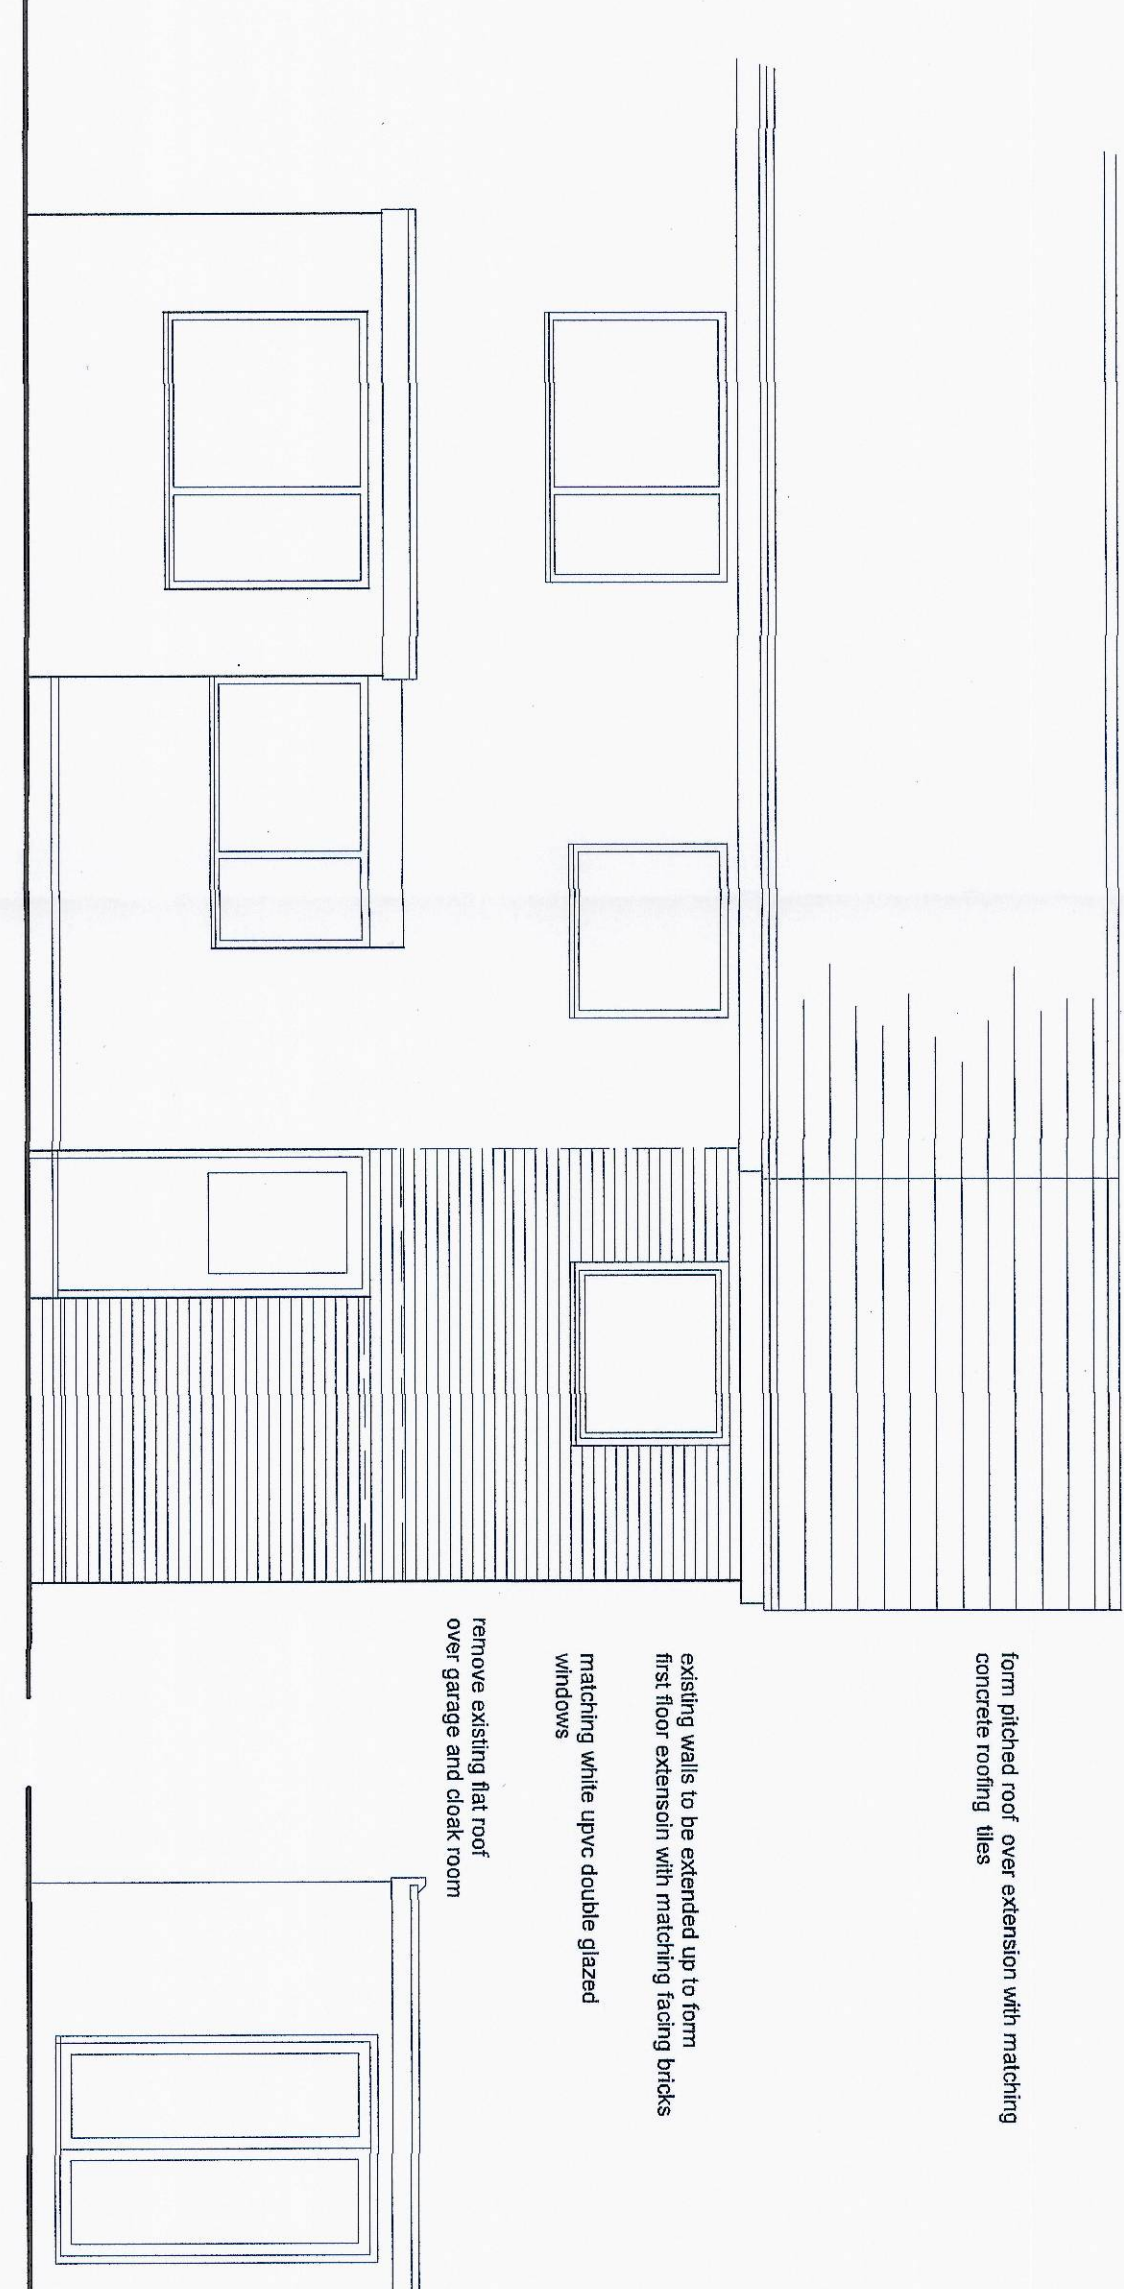 form pitched roof over extension with matching
concrete roofing tiles
existing walls to be extended up to form
first floor extensoin with matching facing bricks
matching white upvc double glazed
windows
remove existing flat roof
over garage and cloak room